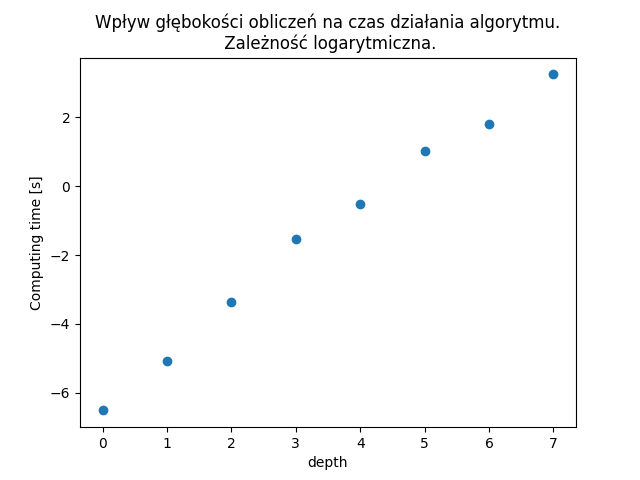 Wpływ głębokości obliczeń na czas działania algorytmu.
Zależność logarytmiczna.
Computing time [s]
2
0
−2
−4
−6
0 1 2 3 4 5 6 7
depth